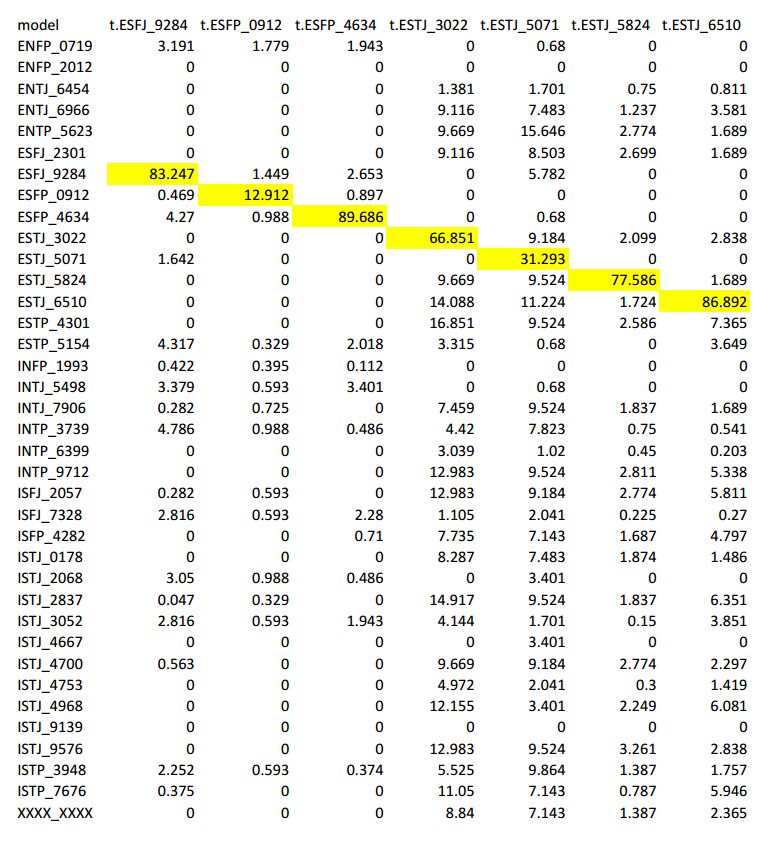 model t.ESFJ_9284 t.ESFP_0912 t.ESFP_4634 t.ESTJ_3022 t.ESTJ_5071 t.ESTJ_5824 t.ESTJ_6510
ENFP_0719 3.191 1.779 1.943 0 0.68 0 0
ENFP_2012 0 0 0 0 0 0 0
ENTJ_6454 0 0 0 1.381 1.701 0.75 0.811
ENTJ_6966 0 0 0 9.116 7.483 1.237 3.581
ENTP_5623 0 0 0 9.669 15.646 2.774 1.689
ESFJ_2301 0 0 0 9.116 8.503 2.699 1.689
ESFJ_9284 83.247 1.449 2.653 0 5.782 0 0
ESFP_0912 0.469 12.912 0.897 0 0 0 0
ESFP_4634 4.27 0.988 89.686 0 0.68 0 0
ESTJ_3022 0 0 0 66.851 9.184 2.099 2.838
ESTJ_5071 1.642 0 0 0 31.293 0 0
ESTJ_5824 0 0 0 9.669 9.524 77.586 1.689
ESTJ_6510 0 0 0 14.088 11.224 1.724 86.892
ESTP_4301 0 0 0 16.851 9.524 2.586 7.365
ESTP_5154 4.317 0.329 2.018 3.315 0.68 0 3.649
INFP_1993 0.422 0.395 0.112 0 0 0 0
INTJ_5498 3.379 0.593 3.401 0 0.68 0 0
INTJ_7906 0.282 0.725 0 7.459 9.524 1.837 1.689
INTP_3739 4.786 0.988 0.486 4.42 7.823 0.75 0.541
INTP_6399 0 0 0 3.039 1.02 0.45 0.203
INTP_9712 0 0 0 12.983 9.524 2.811 5.338
ISFJ_2057 0.282 0.593 0 12.983 9.184 2.774 5.811
ISFJ_7328 2.816 0.593 2.28 1.105 2.041 0.225 0.27
ISFP_4282 0 0 0.71 7.735 7.143 1.687 4.797
ISTJ_0178 0 0 0 8.287 7.483 1.874 1.486
ISTJ_2068 3.05 0.988 0.486 0 3.401 0 0
ISTJ_2837 0.047 0.329 0 14.917 9.524 1.837 6.351
ISTJ_3052 2.816 0.593 1.943 4.144 1.701 0.15 3.851
ISTJ_4667 0 0 0 0 3.401 0 0
ISTJ_4700 0.563 0 0 9.669 9.184 2.774 2.297
ISTJ_4753 0 0 0 4.972 2.041 0.3 1.419
ISTJ_4968 0 0 0 12.155 3.401 2.249 6.081
ISTJ_9139 0 0 0 0 0 0 0
ISTJ_9576 0 0 0 12.983 9.524 3.261 2.838
ISTP_3948 2.252 0.593 0.374 5.525 9.864 1.387 1.757
ISTP_7676 0.375 0 0 11.05 7.143 0.787 5.946
XXXX_XXXX 0 0 0 8.84 7.143 1.387 2.365